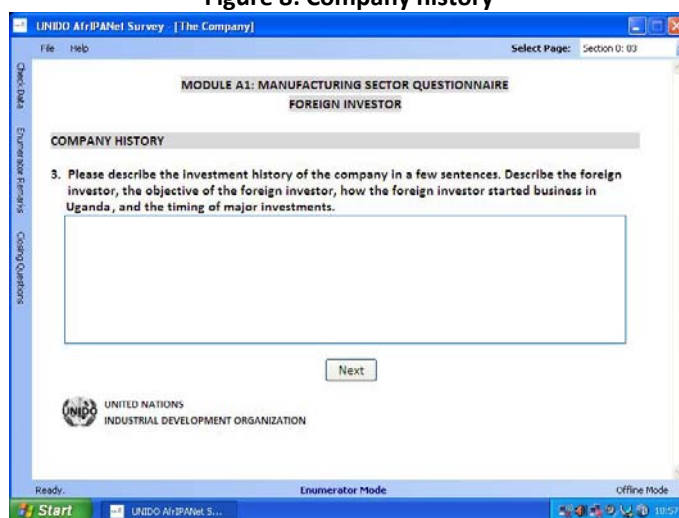 Figure 8: Company history
UNIDO AfrIPANet Survey - [The Company]
File Help Select Page: Section 0: 03
MODULE A1: MANUFACTURING SECTOR QUESTIONNAIRE
FOREIGN INVESTOR
COMPANY HISTORY
3. Please describe the investment history of the company in a few sentences. Describe the foreign
investor, the objective of the foreign investor, how the foreign investor started business in
Uganda, and the timing of major investments.
Next
UNIDO
UNITED NATIONS
INDUSTRIAL DEVELOPMENT ORGANIZATION
Check Data
Enumerator Remarks
Closing Questions
Ready. Enumerator Mode Offline Mode
Start UNIDO AfrIPANet S... 10:57